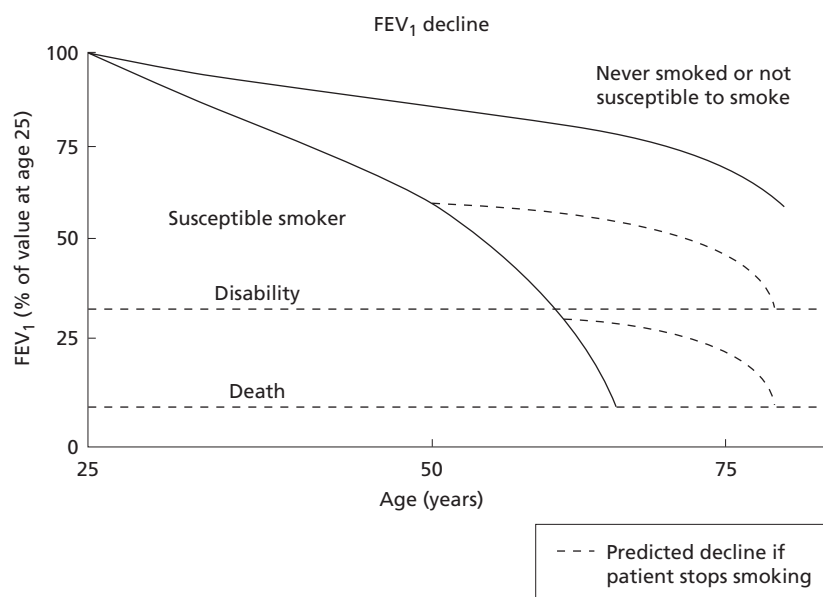 FEV₁ decline
100
75
50
25
0
FEV₁ (% of value at age 25)
Never smoked or not
susceptible to smoke
Susceptible smoker
Disability
Death
25
50
75
Age (years)
Predicted decline if
patient stops smoking